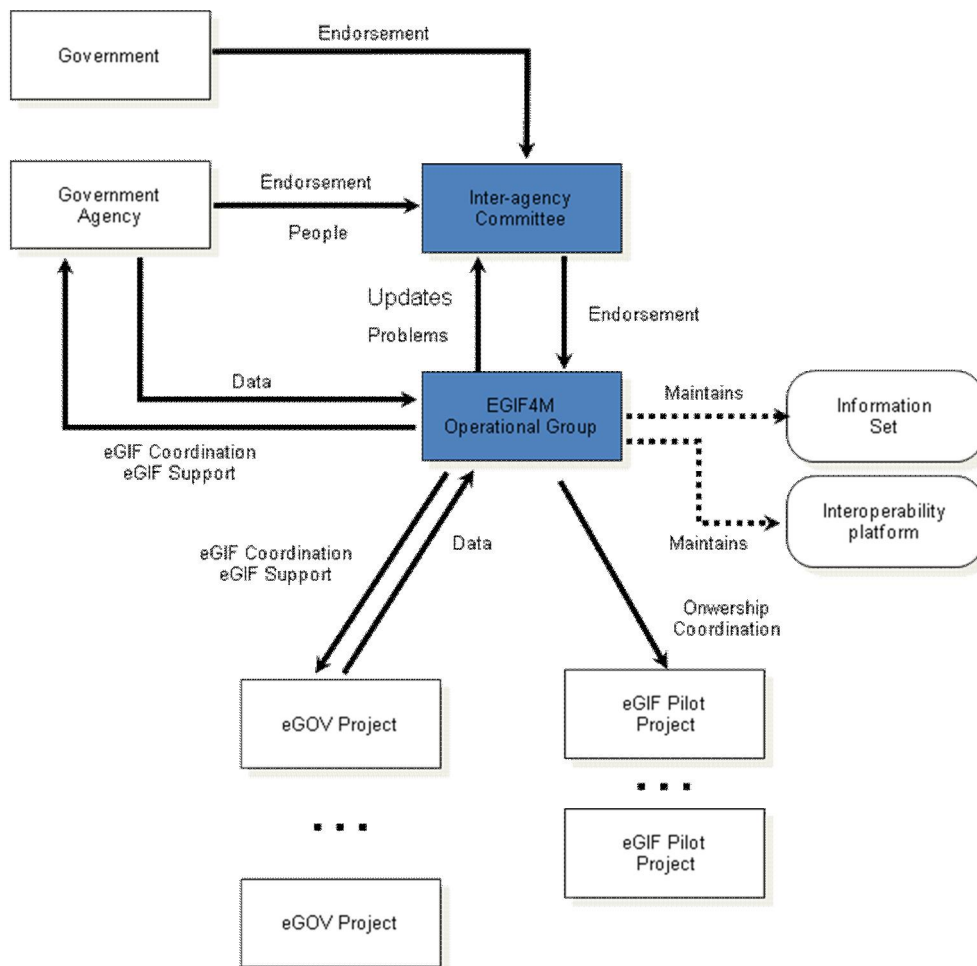 Endorsement
Government
Government
Agency
Endorsement
People
Inter-agency
Committee
Updates
Problems
Endorsement
Data
EGIF4M
Operational Group
Maintains
Information
Set
eGIF Coordination
eGIF Support
Interoperability
platform
Maintains
eGIF Coordination
eGIF Support
Data
Onwership
Coordination
eGOV Project
eGIF Pilot
Project
eGIF Pilot
Project
eGOV Project